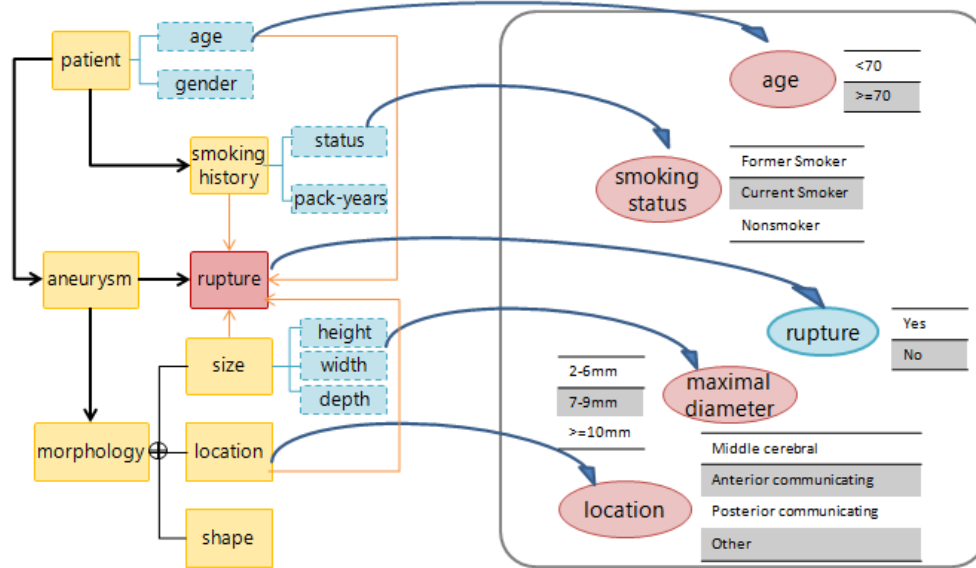 age
patient
gender
status
smoking
history
pack-years
aneurysm
rupture
height
size
width
depth
morphology
location
shape
age
<70
>=70
smoking
status
Former Smoker
Current Smoker
Nonsmoker
rupture
Yes
No
2-6mm
7-9mm
>=10mm
maximal
diameter
location
Middle cerebral
Anterior communicating
Posterior communicating
Other